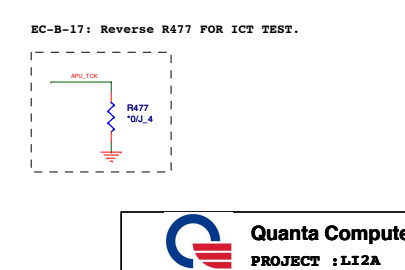 EC-B-17: Reverse R477 FOR ICT TEST.
APU_TCK
R477
*0/J_4
Quanta Compute
PROJECT : LI2A